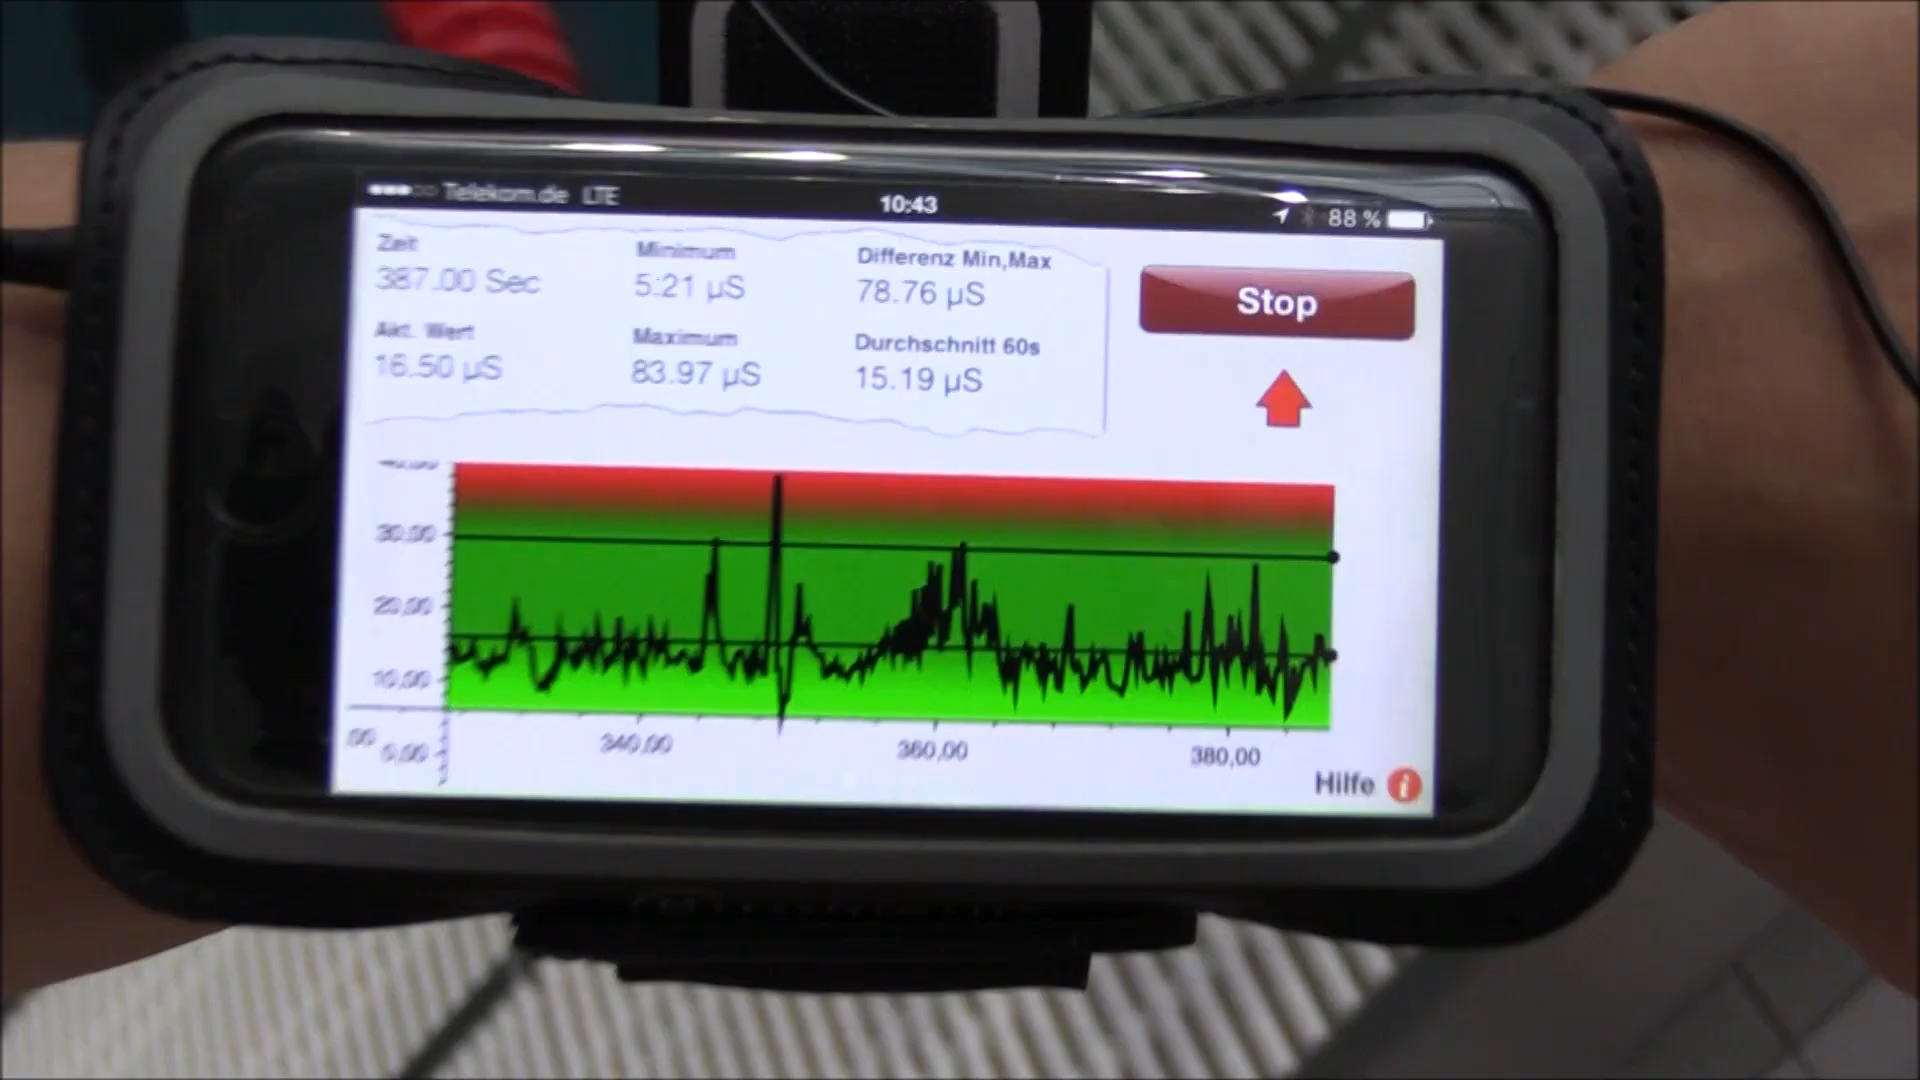 Telekom.de LTE 10:43 88 %
Zeit Minimum Differenz Min,Max
387.00 Sec 5.21 µS 78.76 µS
Stop
Akt. Wert Maximum Durchschnitt 60s
16.50 µS 83.97 µS 15.19 µS
40,00
30,00
20,00
10,00
0,00
340,00 360,00 380,00
Hilfe i